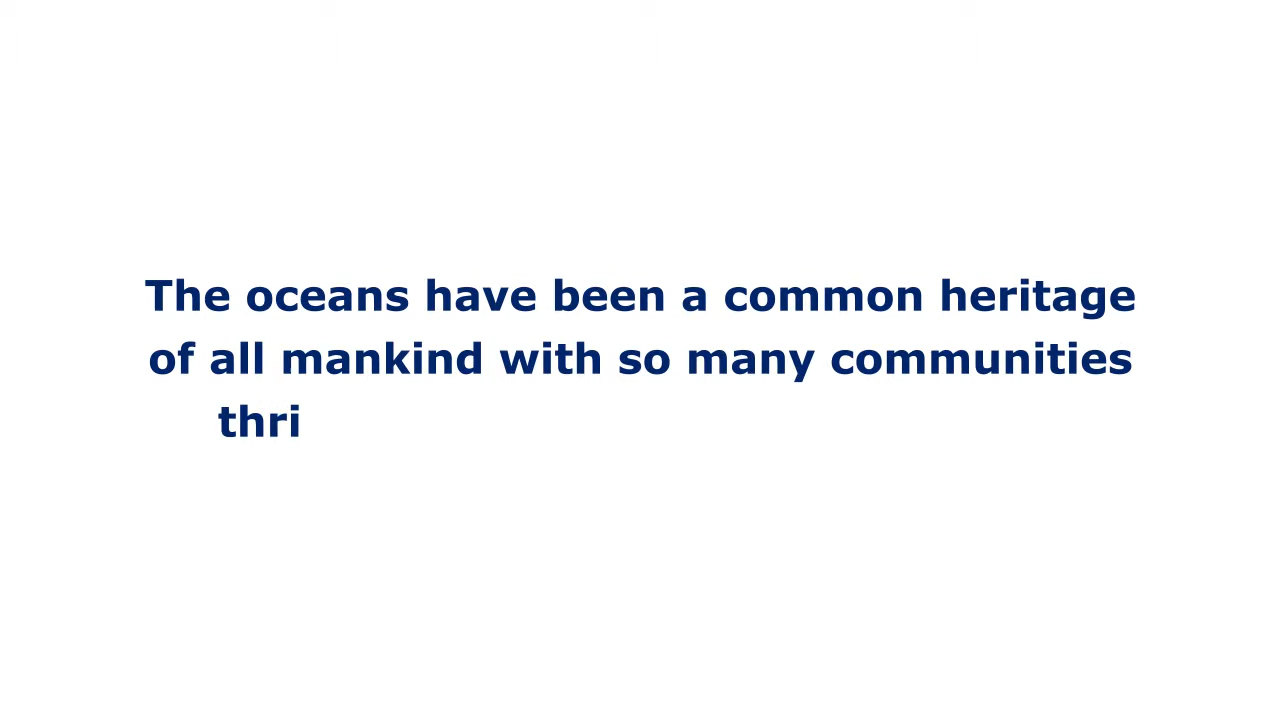 The oceans have been a common heritage
of all mankind with so many communities
thri